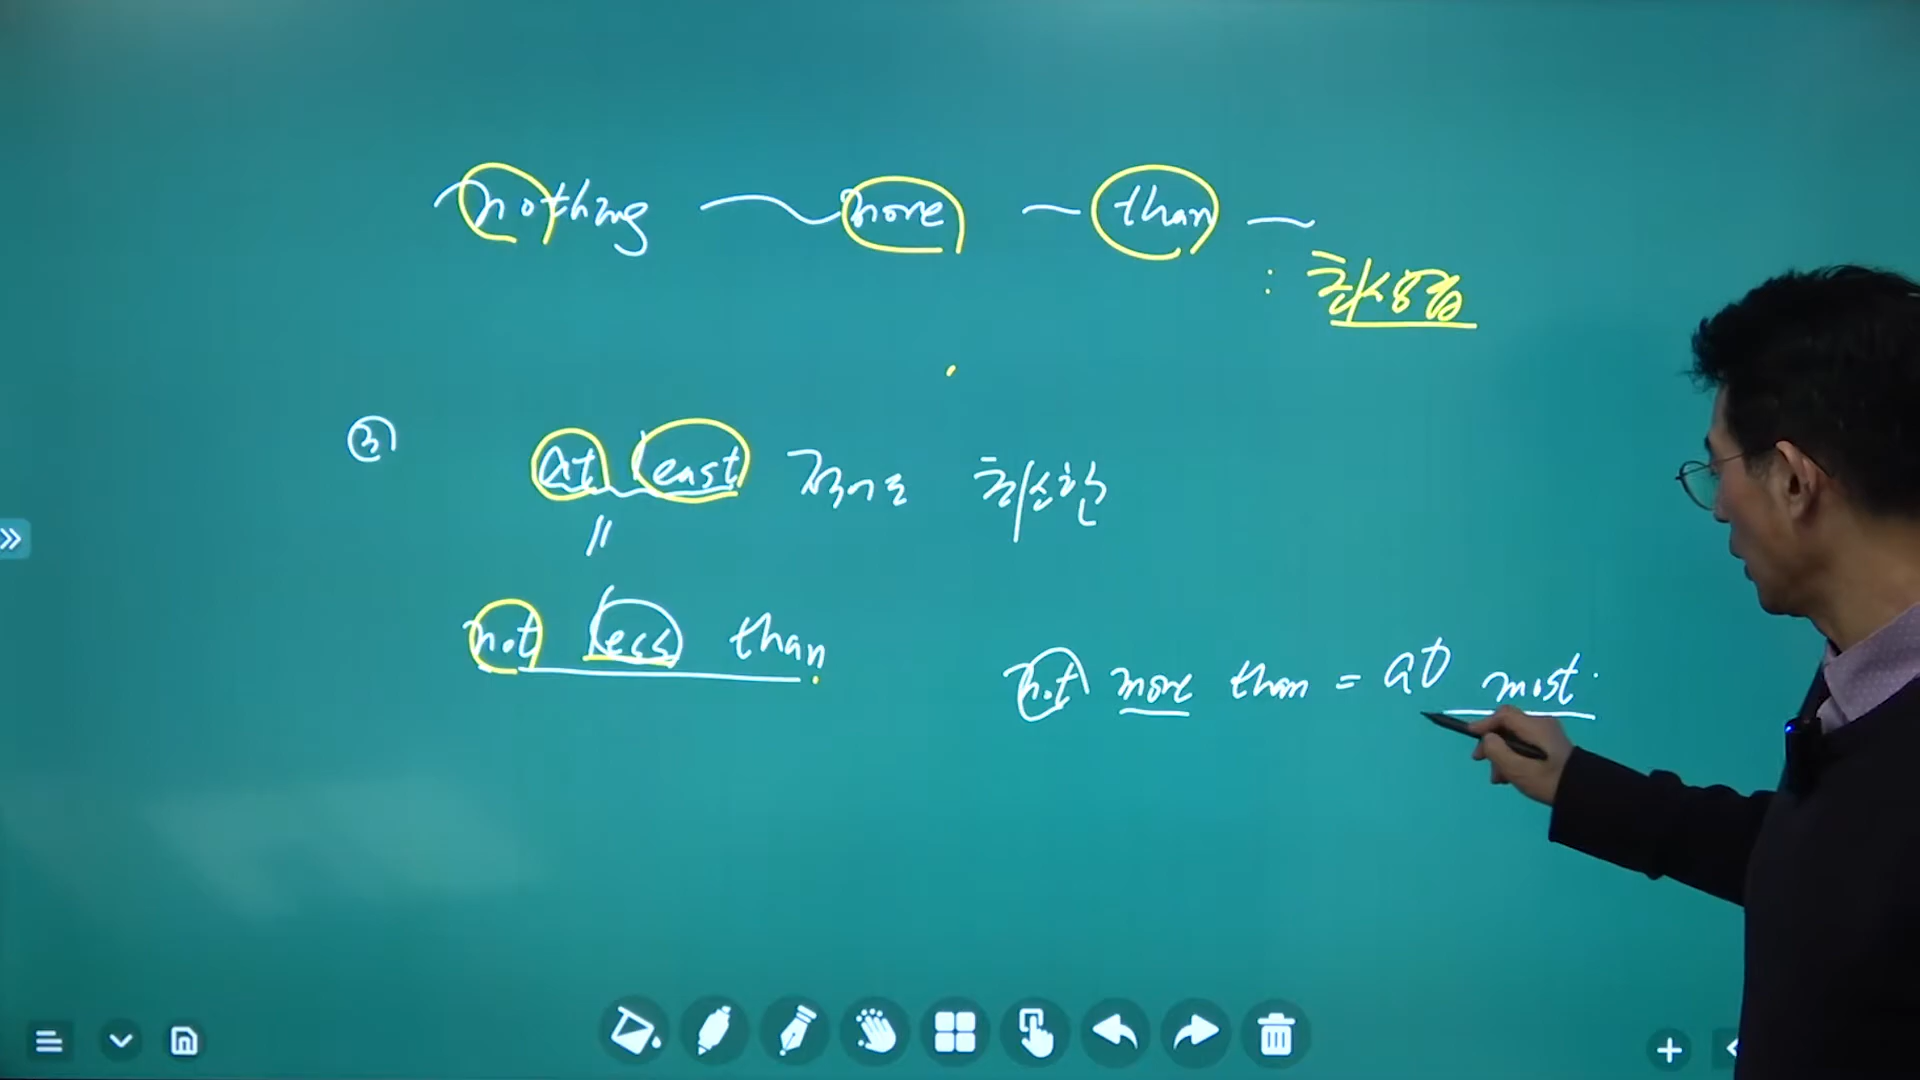 nothing ~ more ~ than ~
: 최상급
③ at least 적어도 최소한
=
not less than
not more than = at most